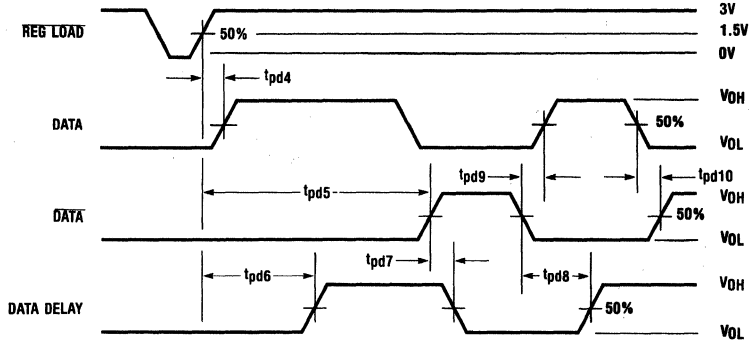 3V
REG LOAD
50%
1.5V
0V
tpd4
VOH
DATA
50%
VOL
tpd5
tpd9
tpd10
VOH
DATA
50%
VOL
tpd6
tpd7
tpd8
VOH
DATA DELAY
50%
VOL